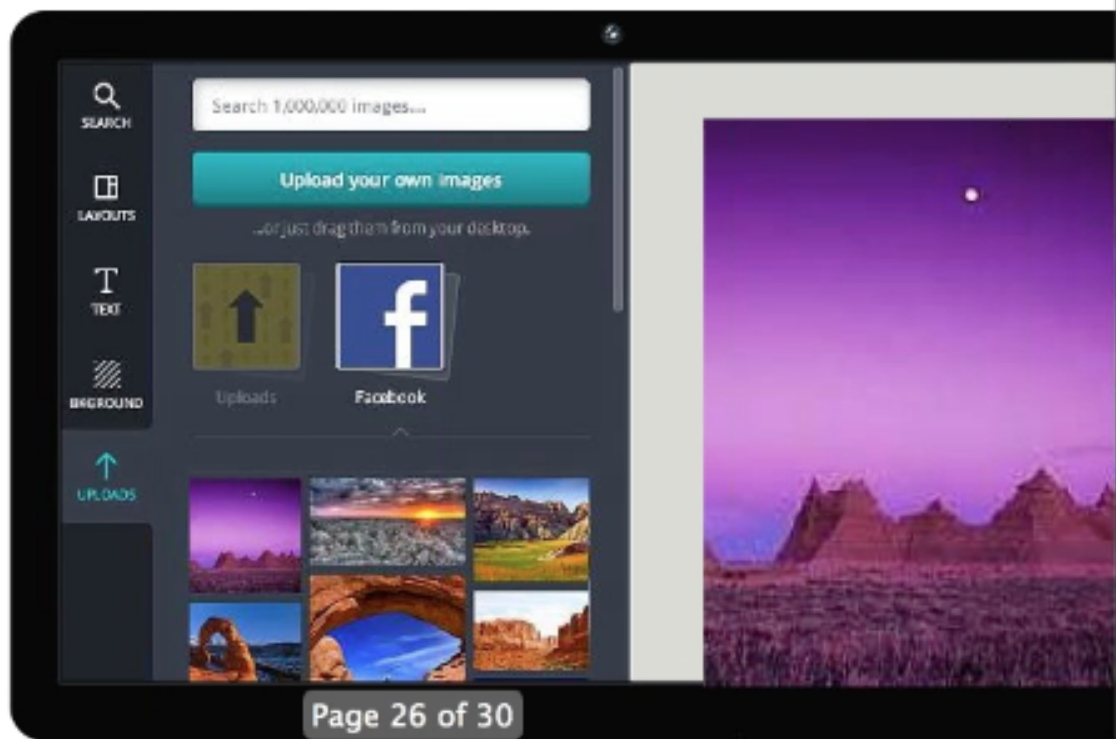 SEARCH
LAYOUTS
TEXT
BKGROUND
UPLOADS
Search 1,000,000 images....
Upload your own images
...or just drag them from your desktop.
Uploads
Facebook
Page 26 of 30